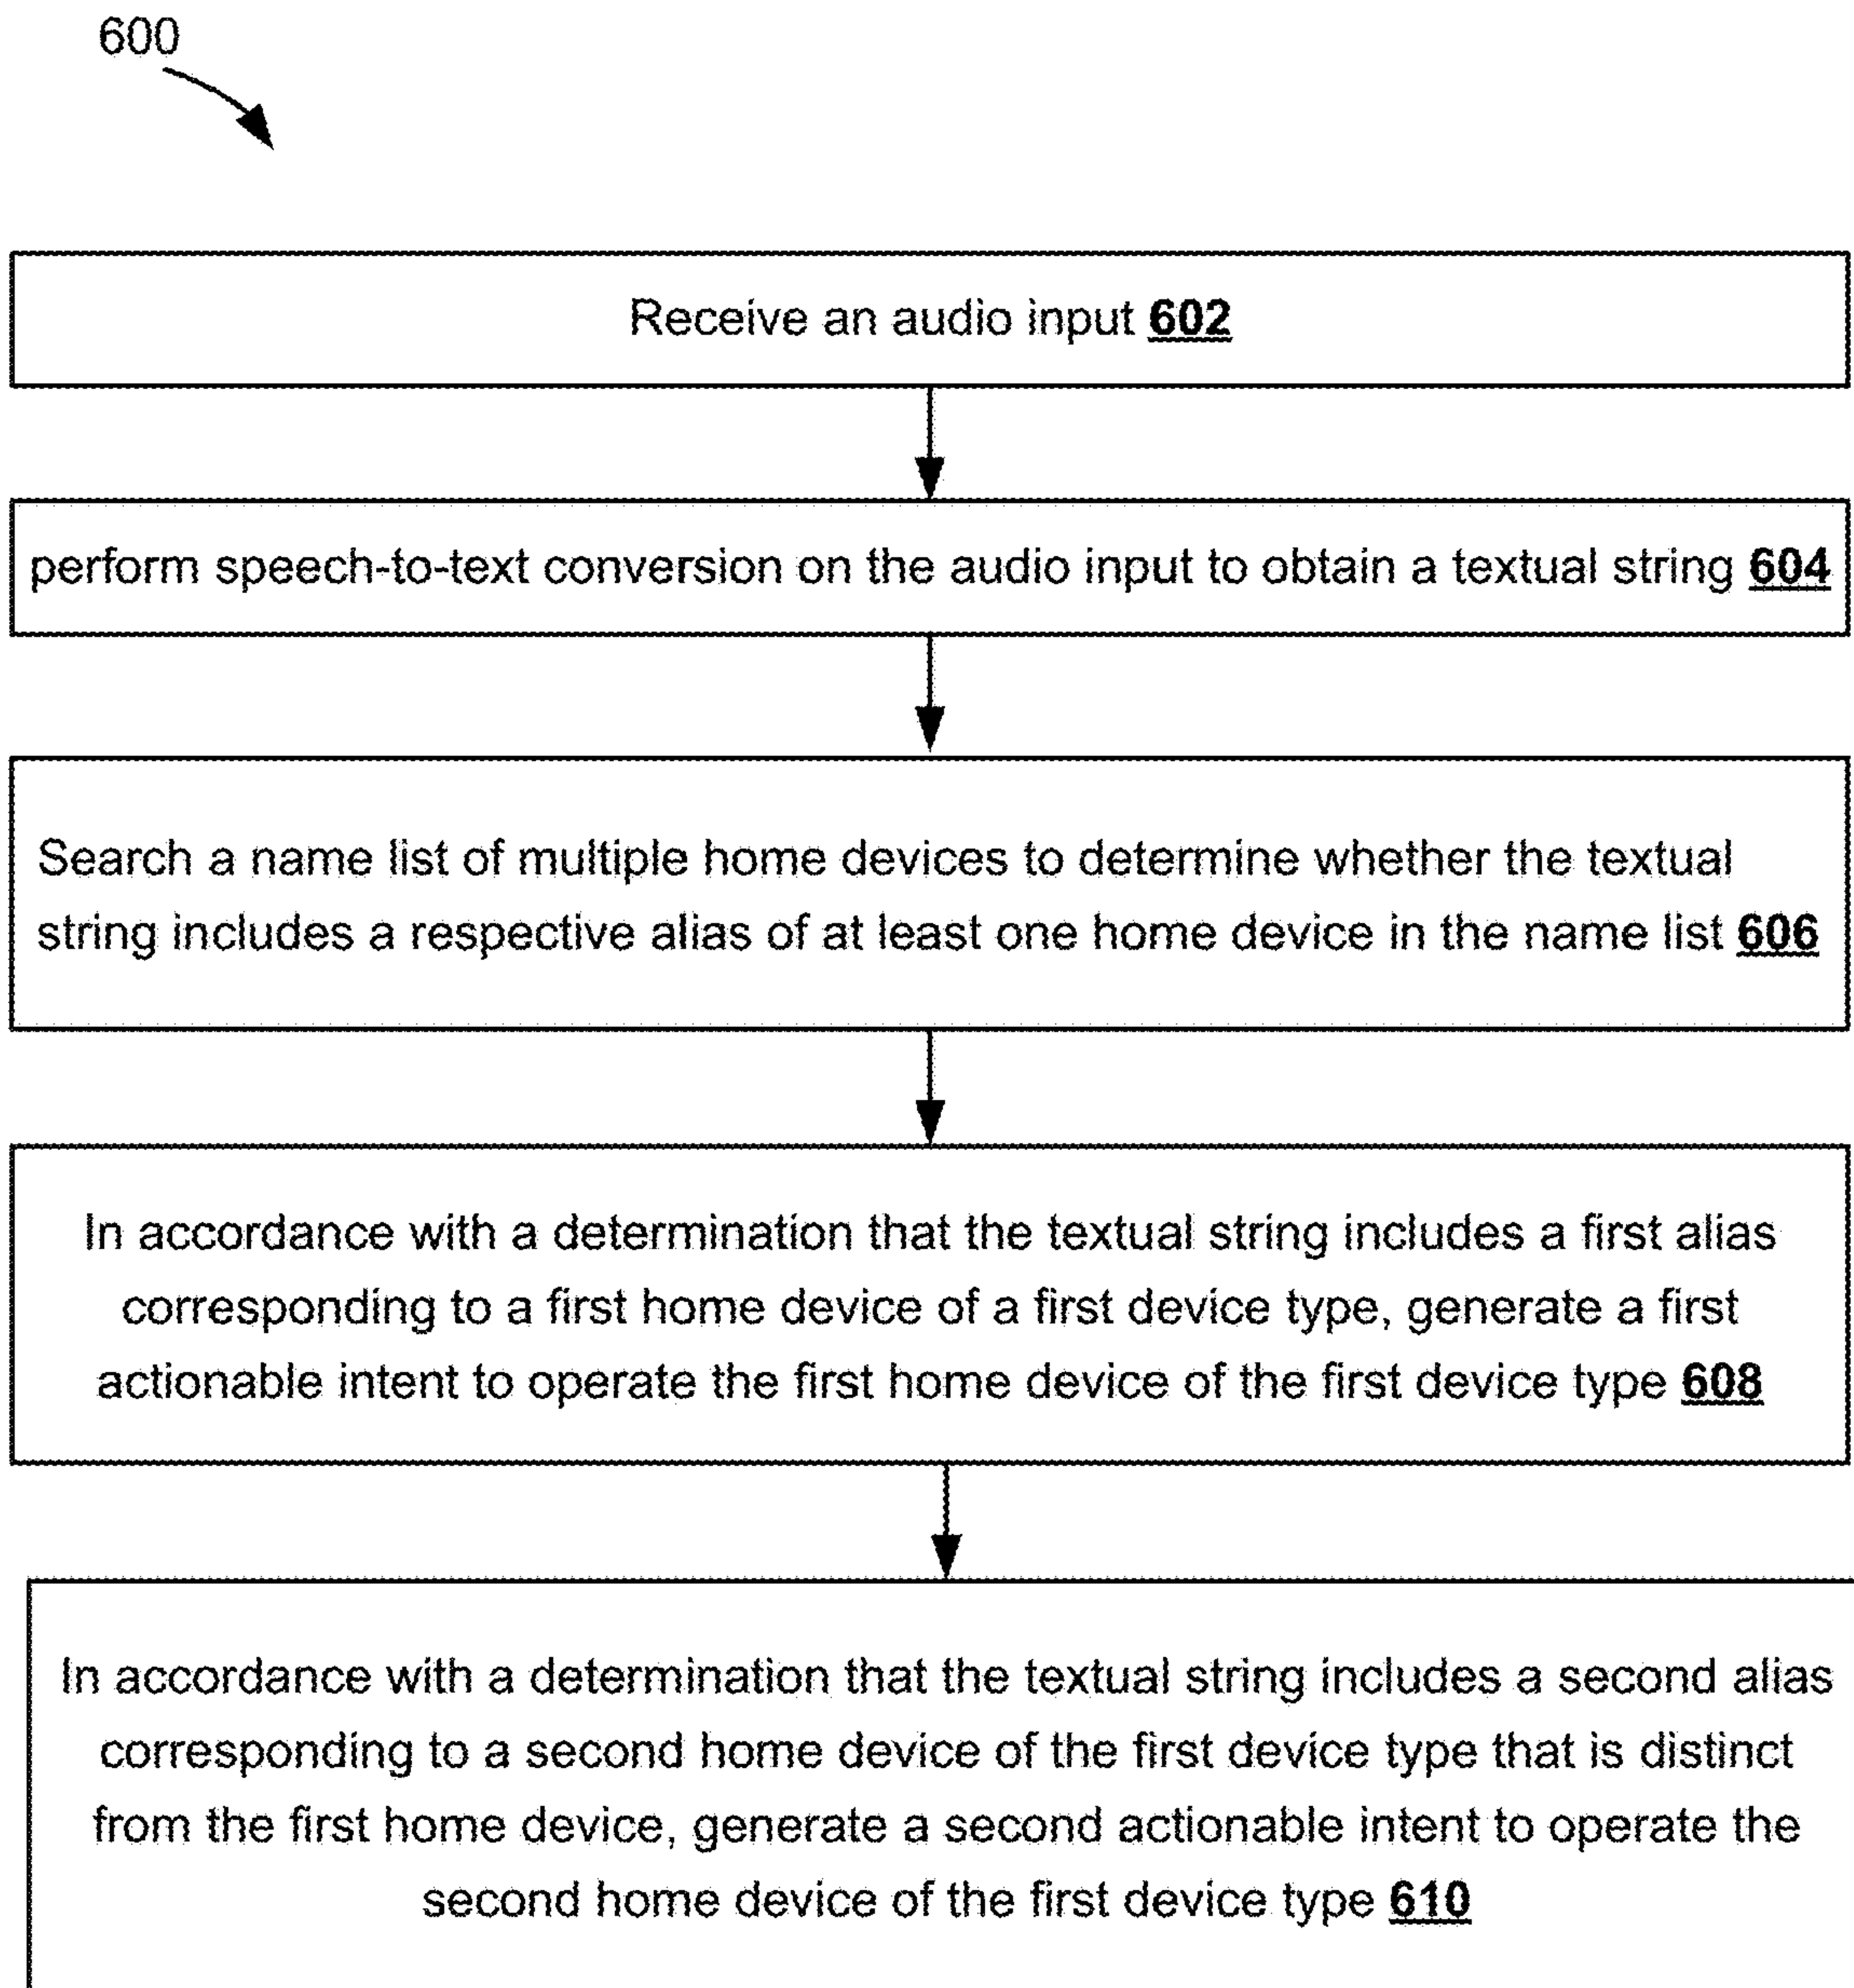 600
Receive an audio input 602
perform speech-to-text conversion on the audio input to obtain a textual string 604
Search a name list of multiple home devices to determine whether the textual
string includes a respective alias of at least one home device in the name list 606
In accordance with a determination that the textual string includes a first alias
corresponding to a first home device of a first device type, generate a first
actionable intent to operate the first home device of the first device type 608
In accordance with a determination that the textual string includes a second alias
corresponding to a second home device of the first device type that is distinct
from the first home device, generate a second actionable intent to operate the
second home device of the first device type 610